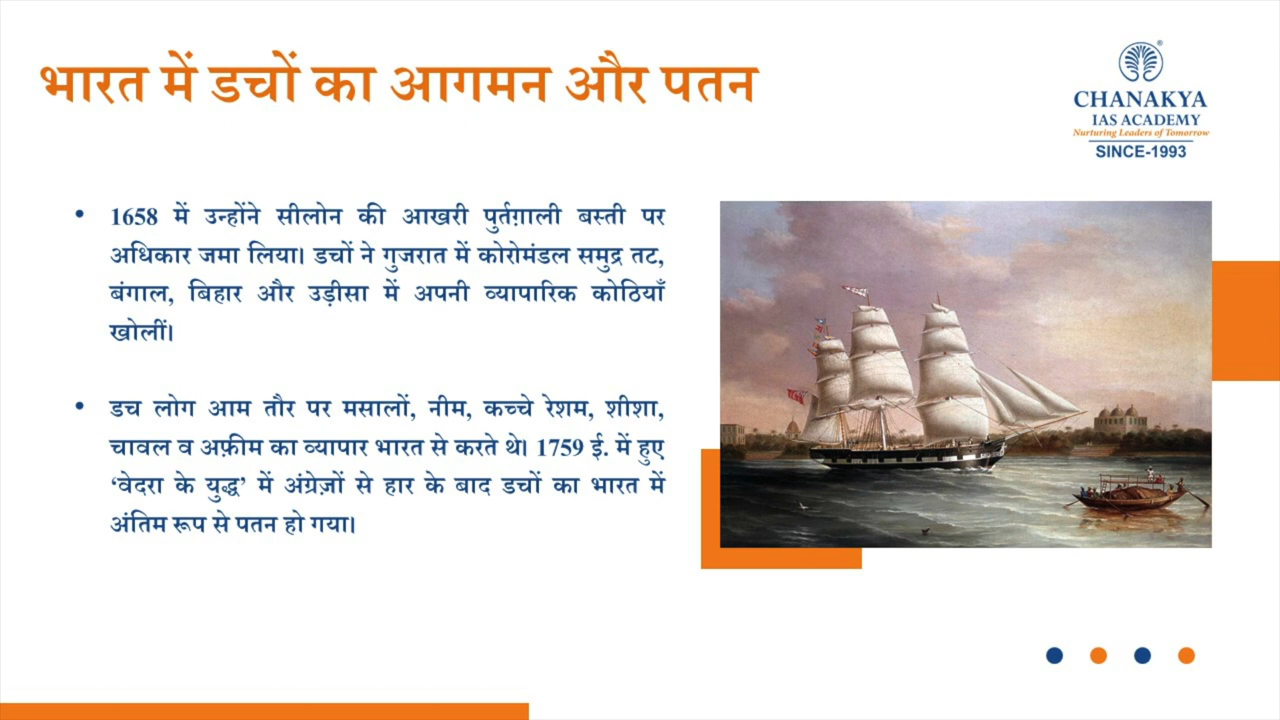 भारत में डचों का आगमन और पतन
CHANAKYA
IAS ACADEMY
Nurturing Leaders of Tomorrow
SINCE-1993
• 1658 में उन्होंने सीलोन की आखरी पुर्तग़ाली बस्ती पर
अधिकार जमा लिया। डचों ने गुजरात में कोरोमंडल समुद्र तट,
बंगाल, बिहार और उड़ीसा में अपनी व्यापारिक कोठियाँ
खोलीं।
• डच लोग आम तौर पर मसालों, नीम, कच्चे रेशम, शीशा,
चावल व अफ़ीम का व्यापार भारत से करते थे। 1759 ई. में हुए
‘वेदरा के युद्ध’ में अंग्रेज़ों से हार के बाद डचों का भारत में
अंतिम रूप से पतन हो गया।